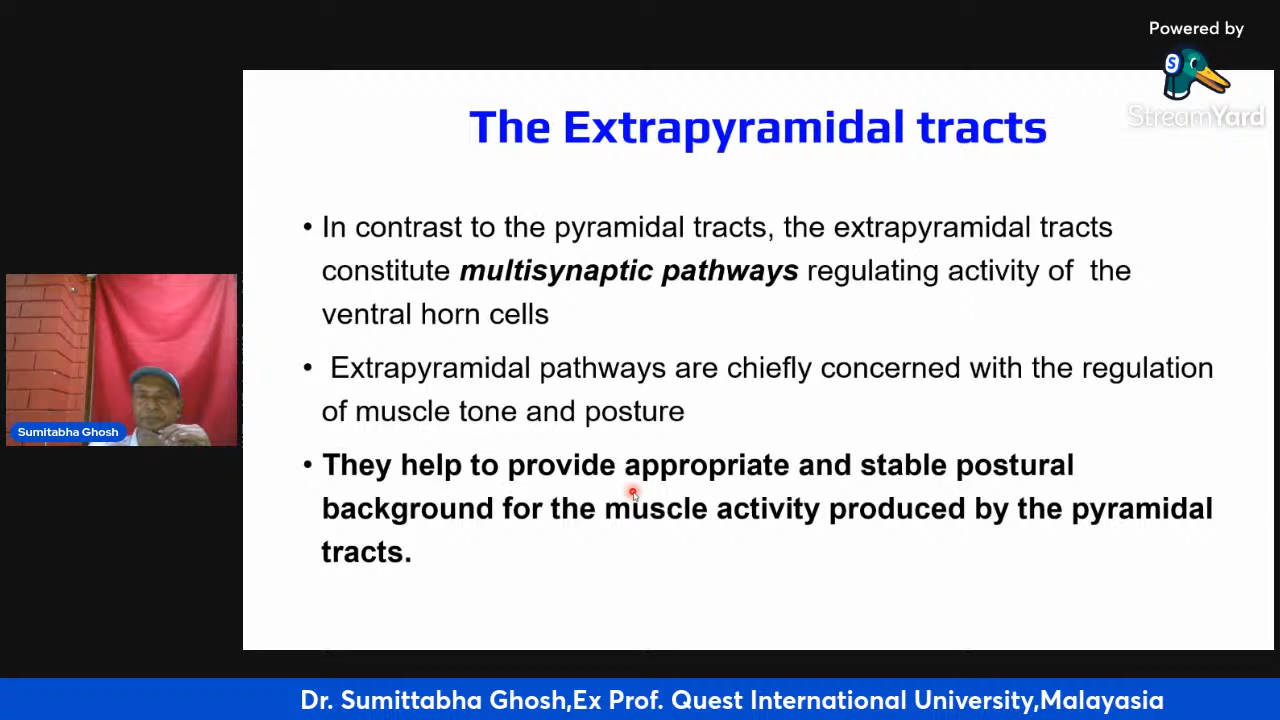 Powered by
StreamYard
The Extrapyramidal tracts
• In contrast to the pyramidal tracts, the extrapyramidal tracts
constitute multisynaptic pathways regulating activity of the
ventral horn cells
• Extrapyramidal pathways are chiefly concerned with the regulation
of muscle tone and posture
• They help to provide appropriate and stable postural
background for the muscle activity produced by the pyramidal
tracts.
Sumitabha Ghosh
Dr. Sumittabha Ghosh,Ex Prof. Quest International University,Malayasia